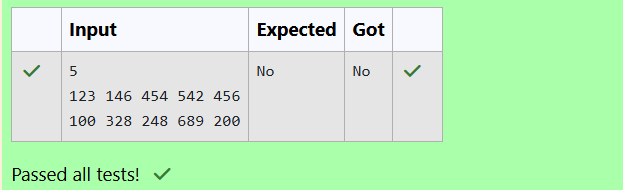 Input Expected Got
5 No No
123 146 454 542 456
100 328 248 689 200
Passed all tests!